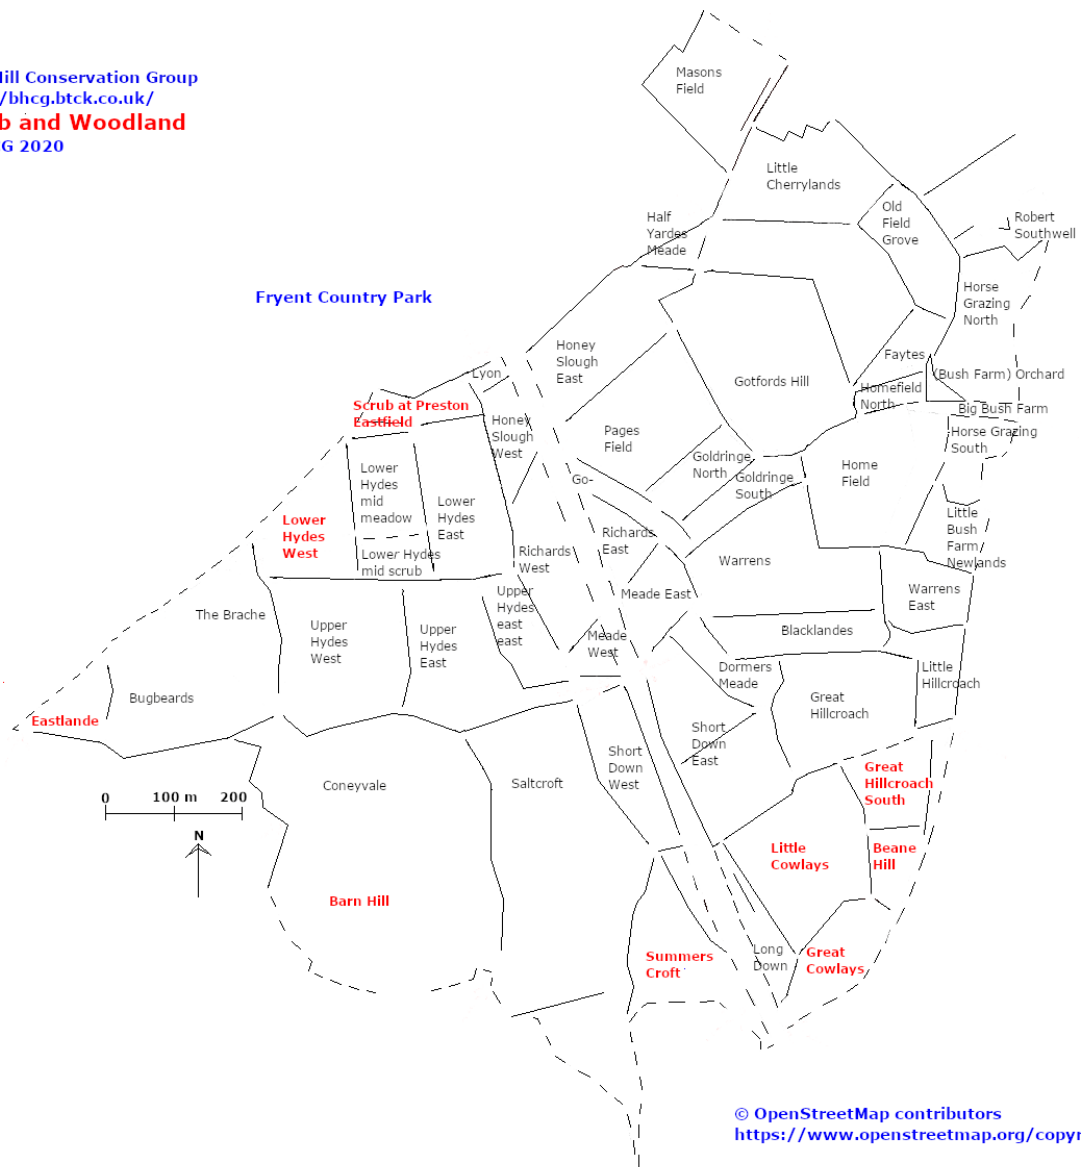 ill Conservation Group
/bhcg.btck.co.uk/
b and Woodland
G 2020
Masons
Field
Little
Cherrylands
Old
Field
Grove
Half
Yardes
Meade
Robert
Southwell
Fryent Country Park
Horse
Grazing
North
Honey
Slough
East
Faytes
Lyon
(Bush Farm) Orchard
Gotfords Hill
Homefield
North
Scrub at Preston
Eastfield
Big Bush Farm
Honey
Slough
West
Pages
Field
Horse Grazing
South
Goldringe
North
Goldringe
South
Home
Field
Lower
Hydes
mid
meadow
Go-
Lower
Hydes
East
Lower
Hydes
West
Little
Bush
Farm
Newlands
Richards
East
Richards
West
Lower Hydes
mid scrub
Warrens
Warrens
East
Upper
Hydes
east
east
Meade East
The Brache
Upper
Hydes
West
Upper
Hydes
East
Meade
West
Blacklandes
Dormers
Meade
Little
Hillcroach
Bugbeards
Great
Hillcroach
Eastlande
Short
Down
East
Short
Down
West
Great
Hillcroach
South
Coneyvale
Saltcroft
0 100 m 200
N
Little
Cowlays
Beane
Hill
Barn Hill
Summers
Croft
Long
Down
Great
Cowlays
© OpenStreetMap contributors
https://www.openstreetmap.org/copyr